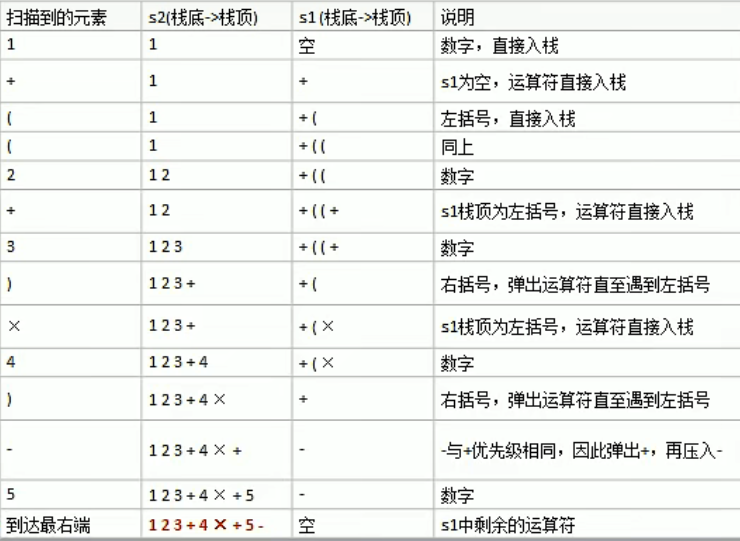 扫描到的元素 s2(栈底->栈顶) s1(栈底->栈顶) 说明
1 1 空 数字，直接入栈
+ 1 + s1为空，运算符直接入栈
( 1 +( 左括号，直接入栈
( 1 +(( 同上
2 1 2 +(( 数字
+ 1 2 +((+ s1栈顶为左括号，运算符直接入栈
3 1 2 3 +((+ 数字
) 1 2 3 + +( 右括号，弹出运算符直至遇到左括号
× 1 2 3 + +(× s1栈顶为左括号，运算符直接入栈
4 1 2 3 + 4 +(× 数字
) 1 2 3 + 4 × + 右括号，弹出运算符直至遇到左括号
- 1 2 3 + 4 × + - -与+优先级相同，因此弹出+，再压入-
5 1 2 3 + 4 × + 5 - 数字
到达最右端 1 2 3 + 4 × + 5 - 空 s1中剩余的运算符